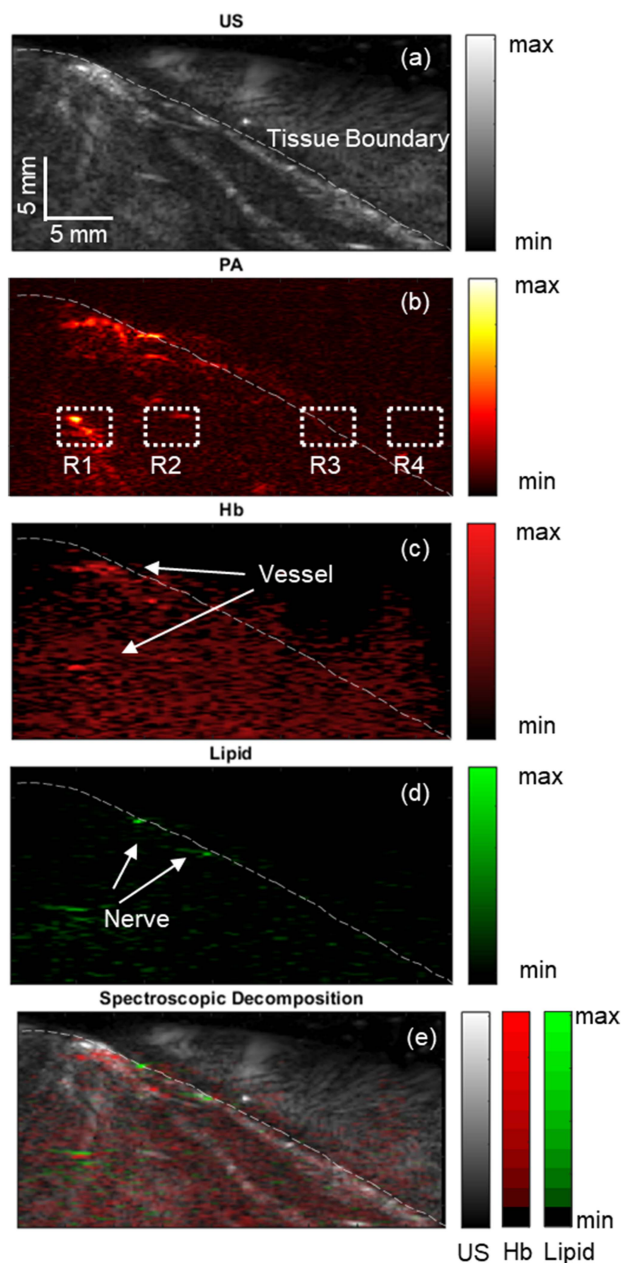 US
(a)
max
Tissue Boundary
5 mm
5 mm
min
PA
(b)
max
R1
R2
R3
R4
min
Hb
(c)
max
Vessel
min
Lipid
(d)
max
Nerve
min
Spectroscopic Decomposition
(e)
max
min
US
Hb
Lipid